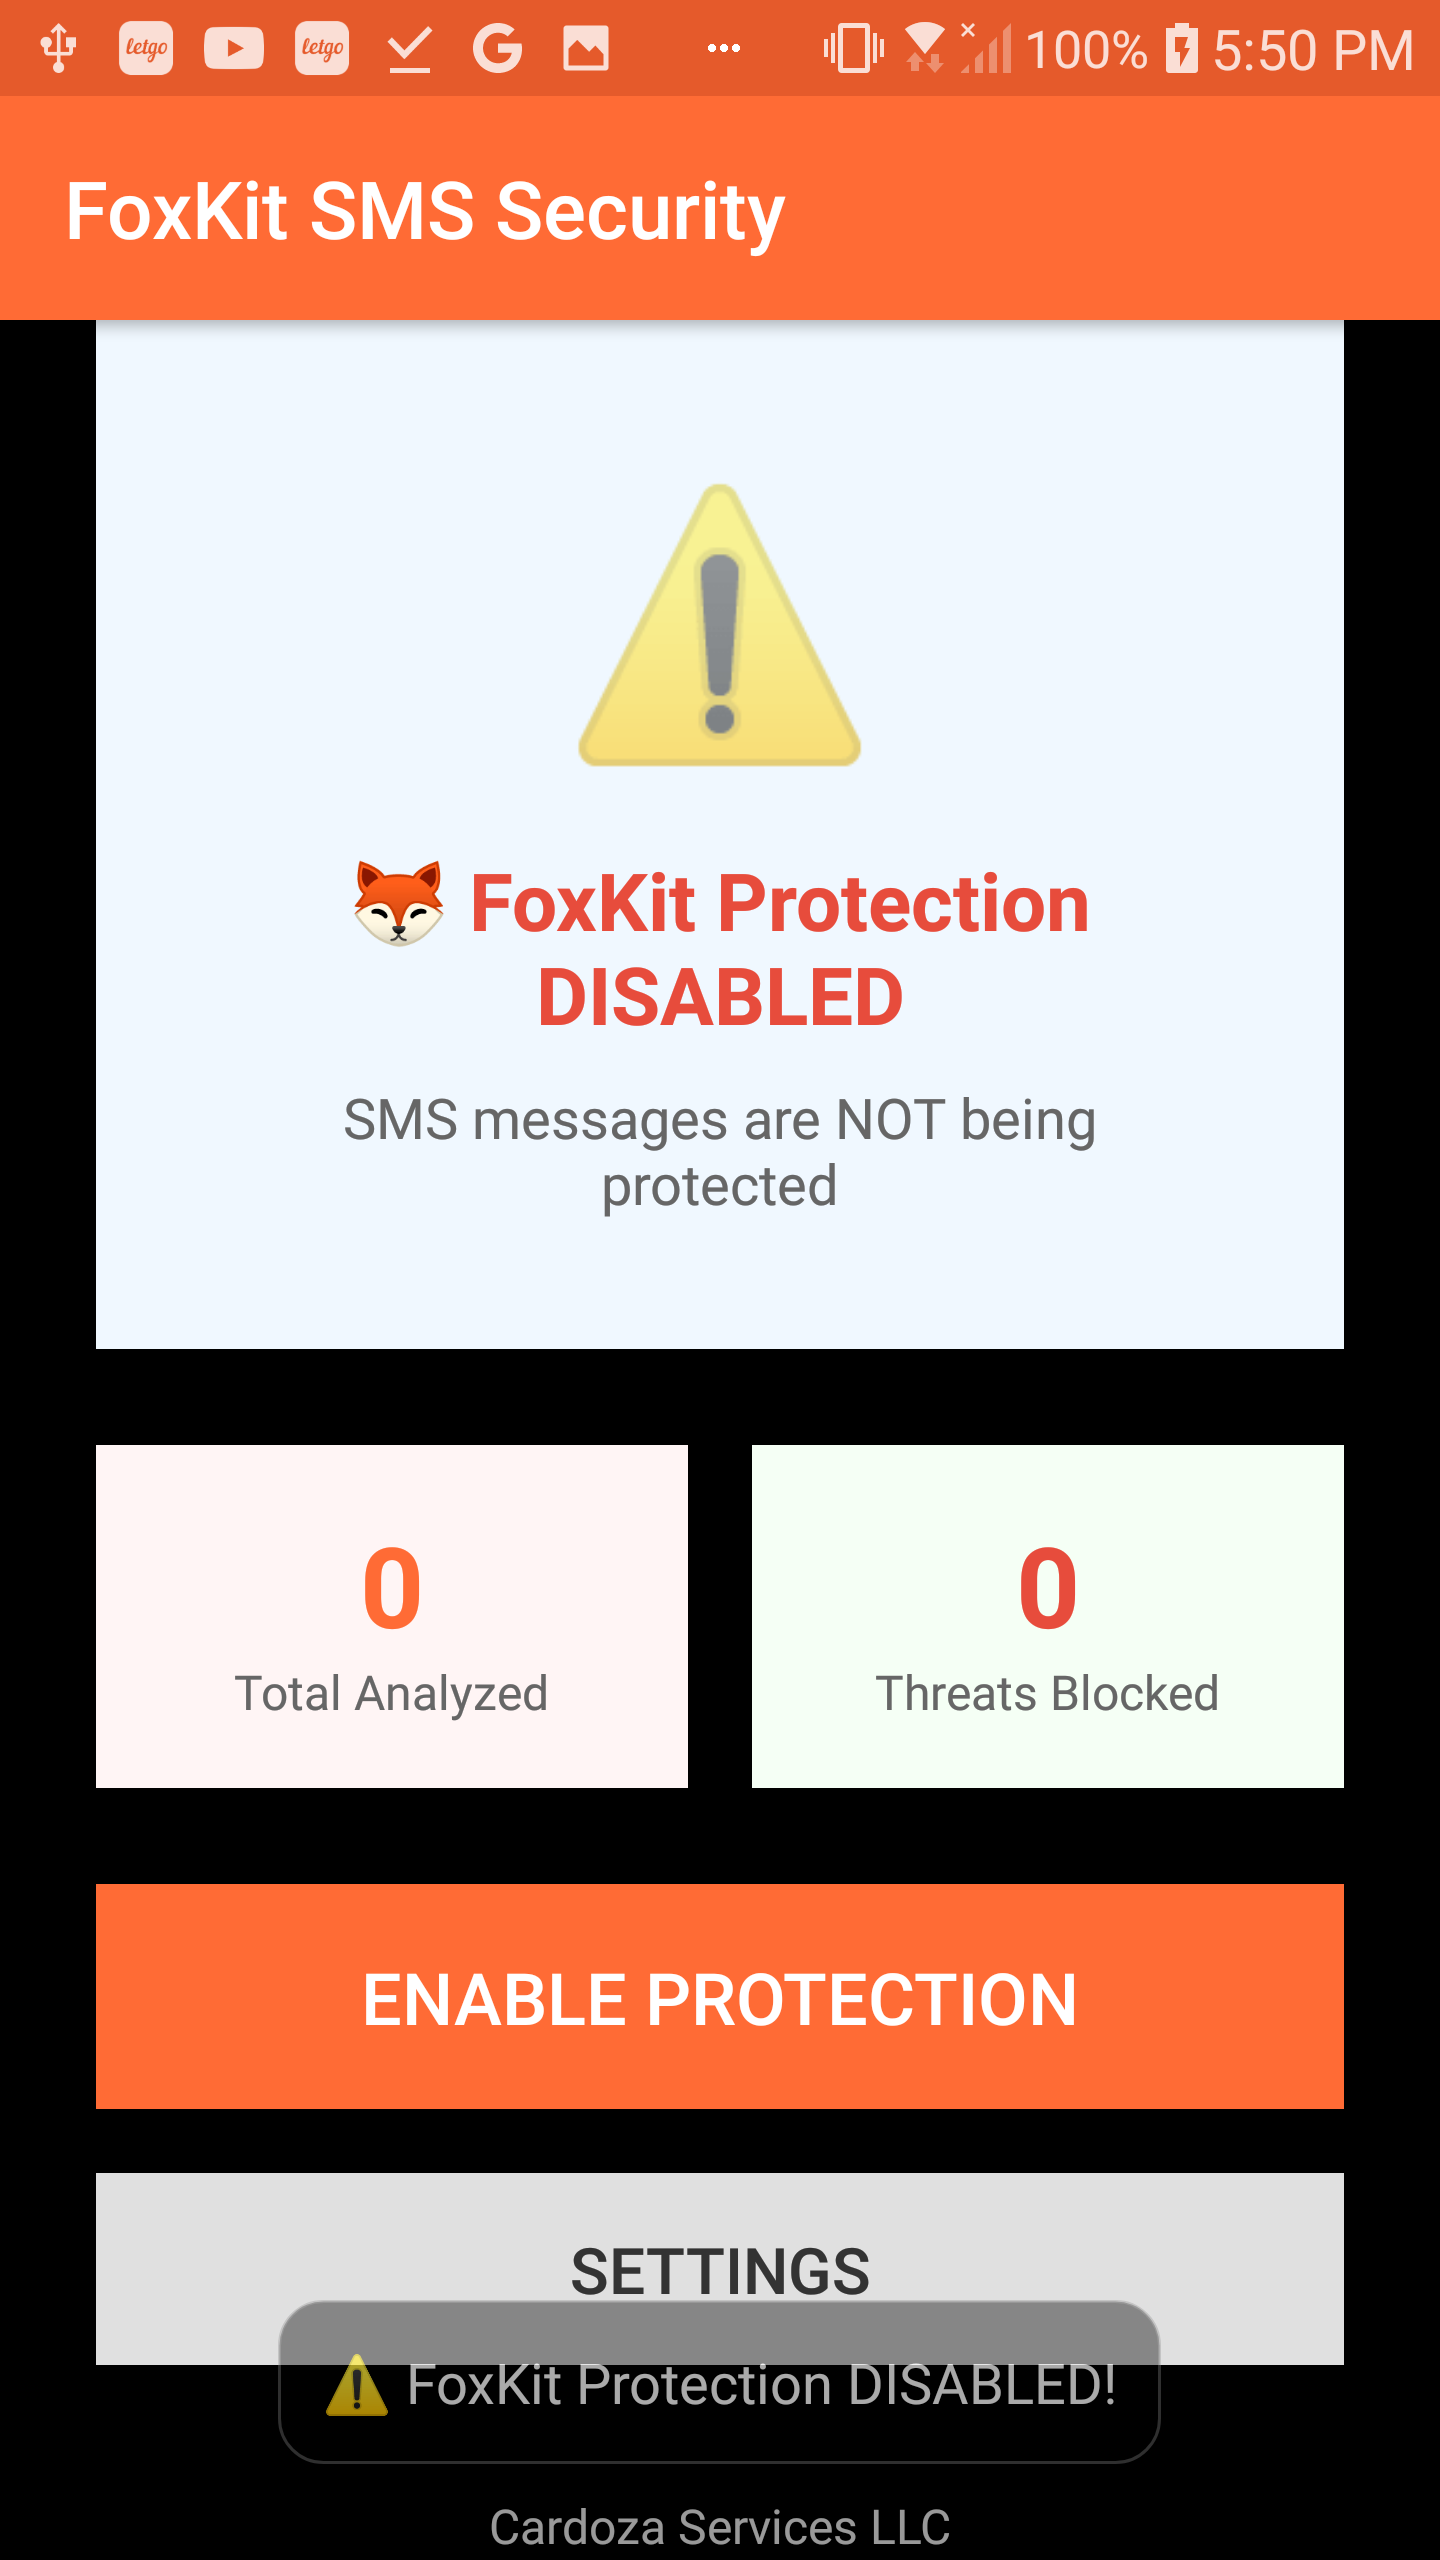 letgo
letgo
100%
5:50 PM
FoxKit SMS Security
FoxKit Protection
DISABLED
SMS messages are NOT being
protected
0
Total Analyzed
0
Threats Blocked
ENABLE PROTECTION
SETTINGS
FoxKit Protection DISABLED!
Cardoza Services LLC